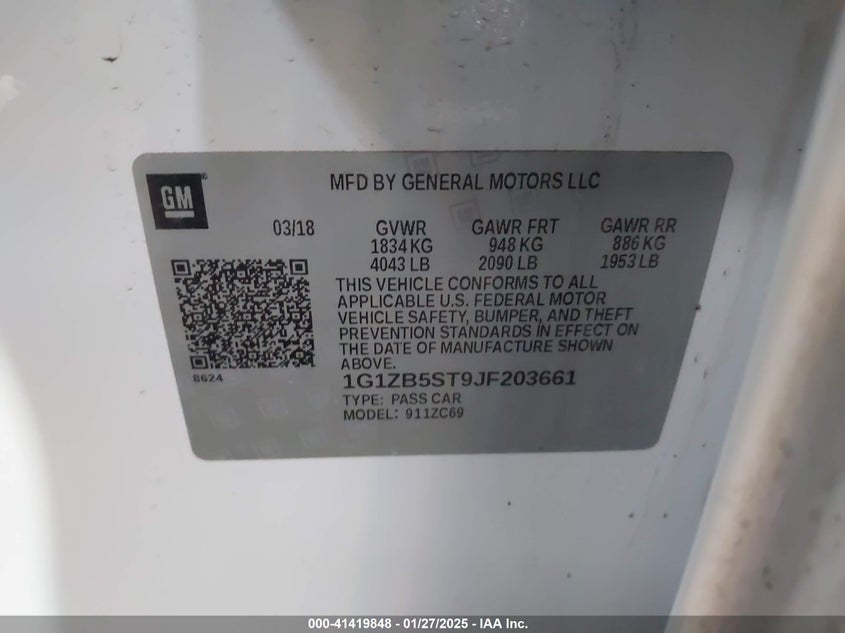 GM®
MFD BY GENERAL MOTORS LLC
03/18 GVWR GAWR FRT GAWR RR
1834 KG 948 KG 886 KG
4043 LB 2090 LB 1953 LB
THIS VEHICLE CONFORMS TO ALL
APPLICABLE U.S. FEDERAL MOTOR
VEHICLE SAFETY, BUMPER, AND THEFT
PREVENTION STANDARDS IN EFFECT ON
THE DATE OF MANUFACTURE SHOWN
ABOVE.
8624
1G1ZB5ST9JF203661
TYPE: PASS CAR
MODEL: 911ZC69
000-41419848 - 01/27/2025 - IAA Inc.